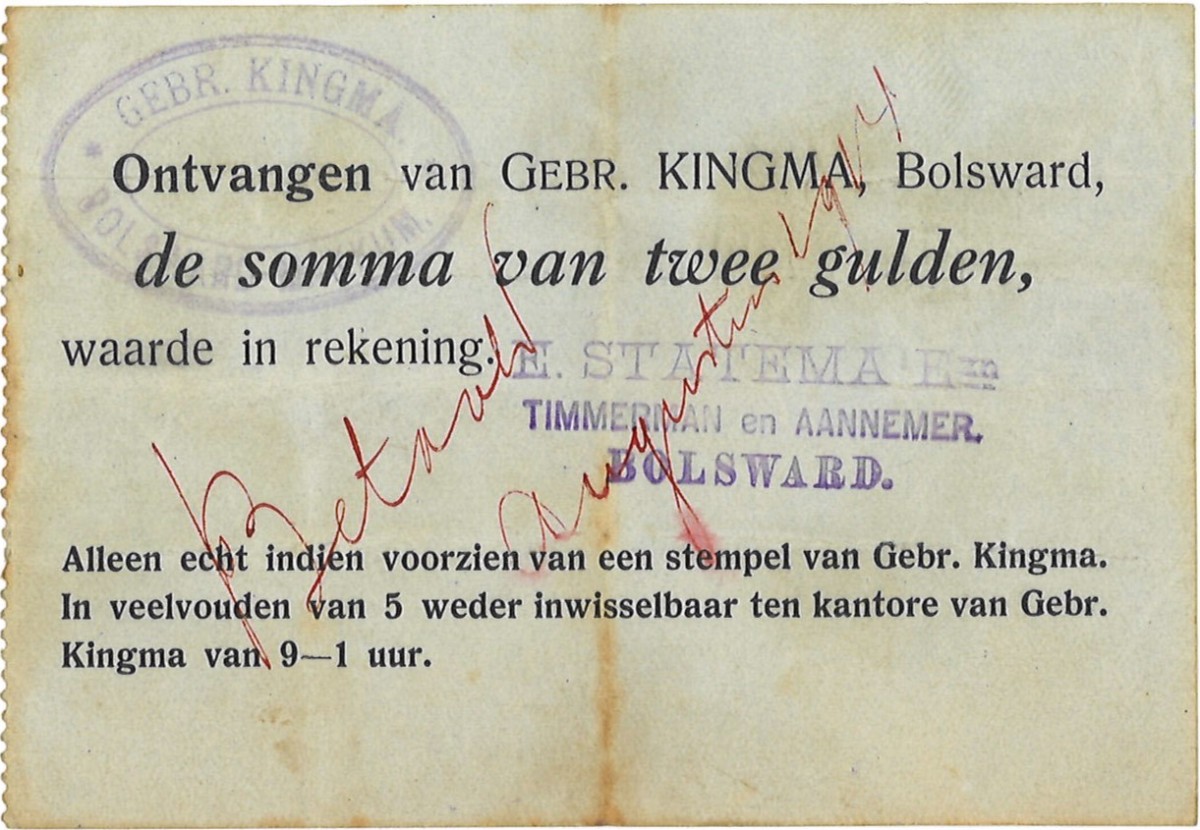 * GEBR. KINGMA.
Ontvangen van GEBR. KINGMA, Bolsward,
de somma van twee gulden,
waarde in rekening.
E. STATEMA Ezn
TIMMERMAN en AANNEMER.
BOLSWARD.
Betaald
Augustus 1914
Alleen echt indien voorzien van een stempel van Gebr. Kingma.
In veelvouden van 5 weder inwisselbaar ten kantore van Gebr.
Kingma van 9—1 uur.